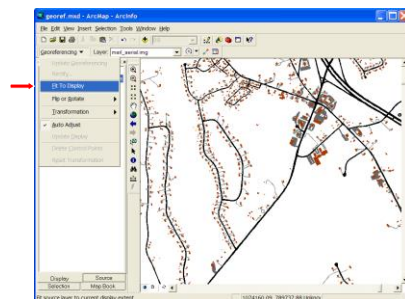 georef.mxd - ArcMap - ArcInfo
File Edit View Insert Selection Tools Window Help
Georeferencing Layer:
Update Georeferencing
Rectify...
Fit To Display
Flip or Rotate
Transformation
Auto Adjust
Update Display
Delete Control Points
Reset Transformation
Display Source
Selection Map Book
Fit source layer to current display extent